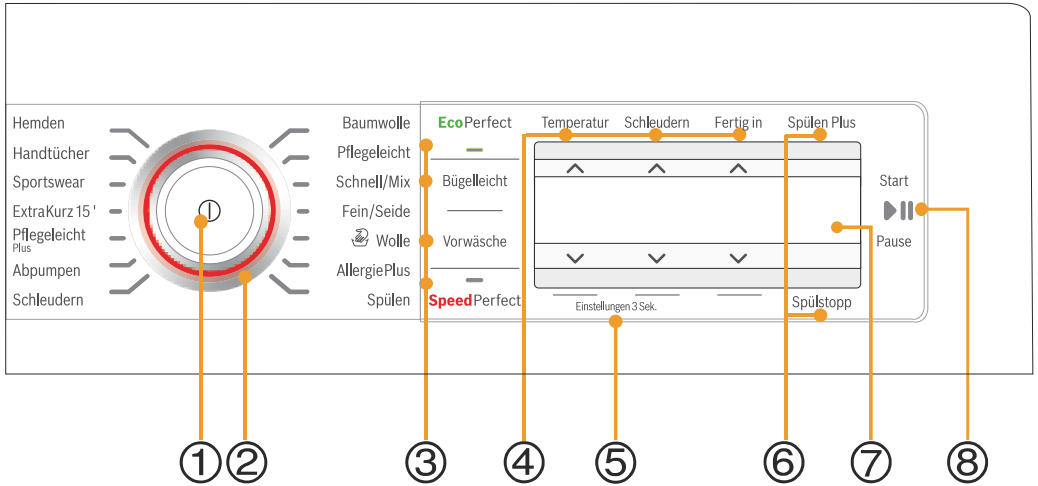 Hemden
Handtücher
Sportswear
ExtraKurz 15 '
Pflegeleicht
Plus
Abpumpen
Schleudern
Baumwolle
Pflegeleicht
Schnell/Mix
Fein/Seide
Wolle
AllergiePlus
Spülen
EcoPerfect
Bügelleicht
Vorwäsche
SpeedPerfect
Temperatur Schleudern Fertig in Spülen Plus
Einstellungen 3 Sek.
Spülstopp
Start
Pause
① ② ③ ④ ⑤ ⑥ ⑦ ⑧